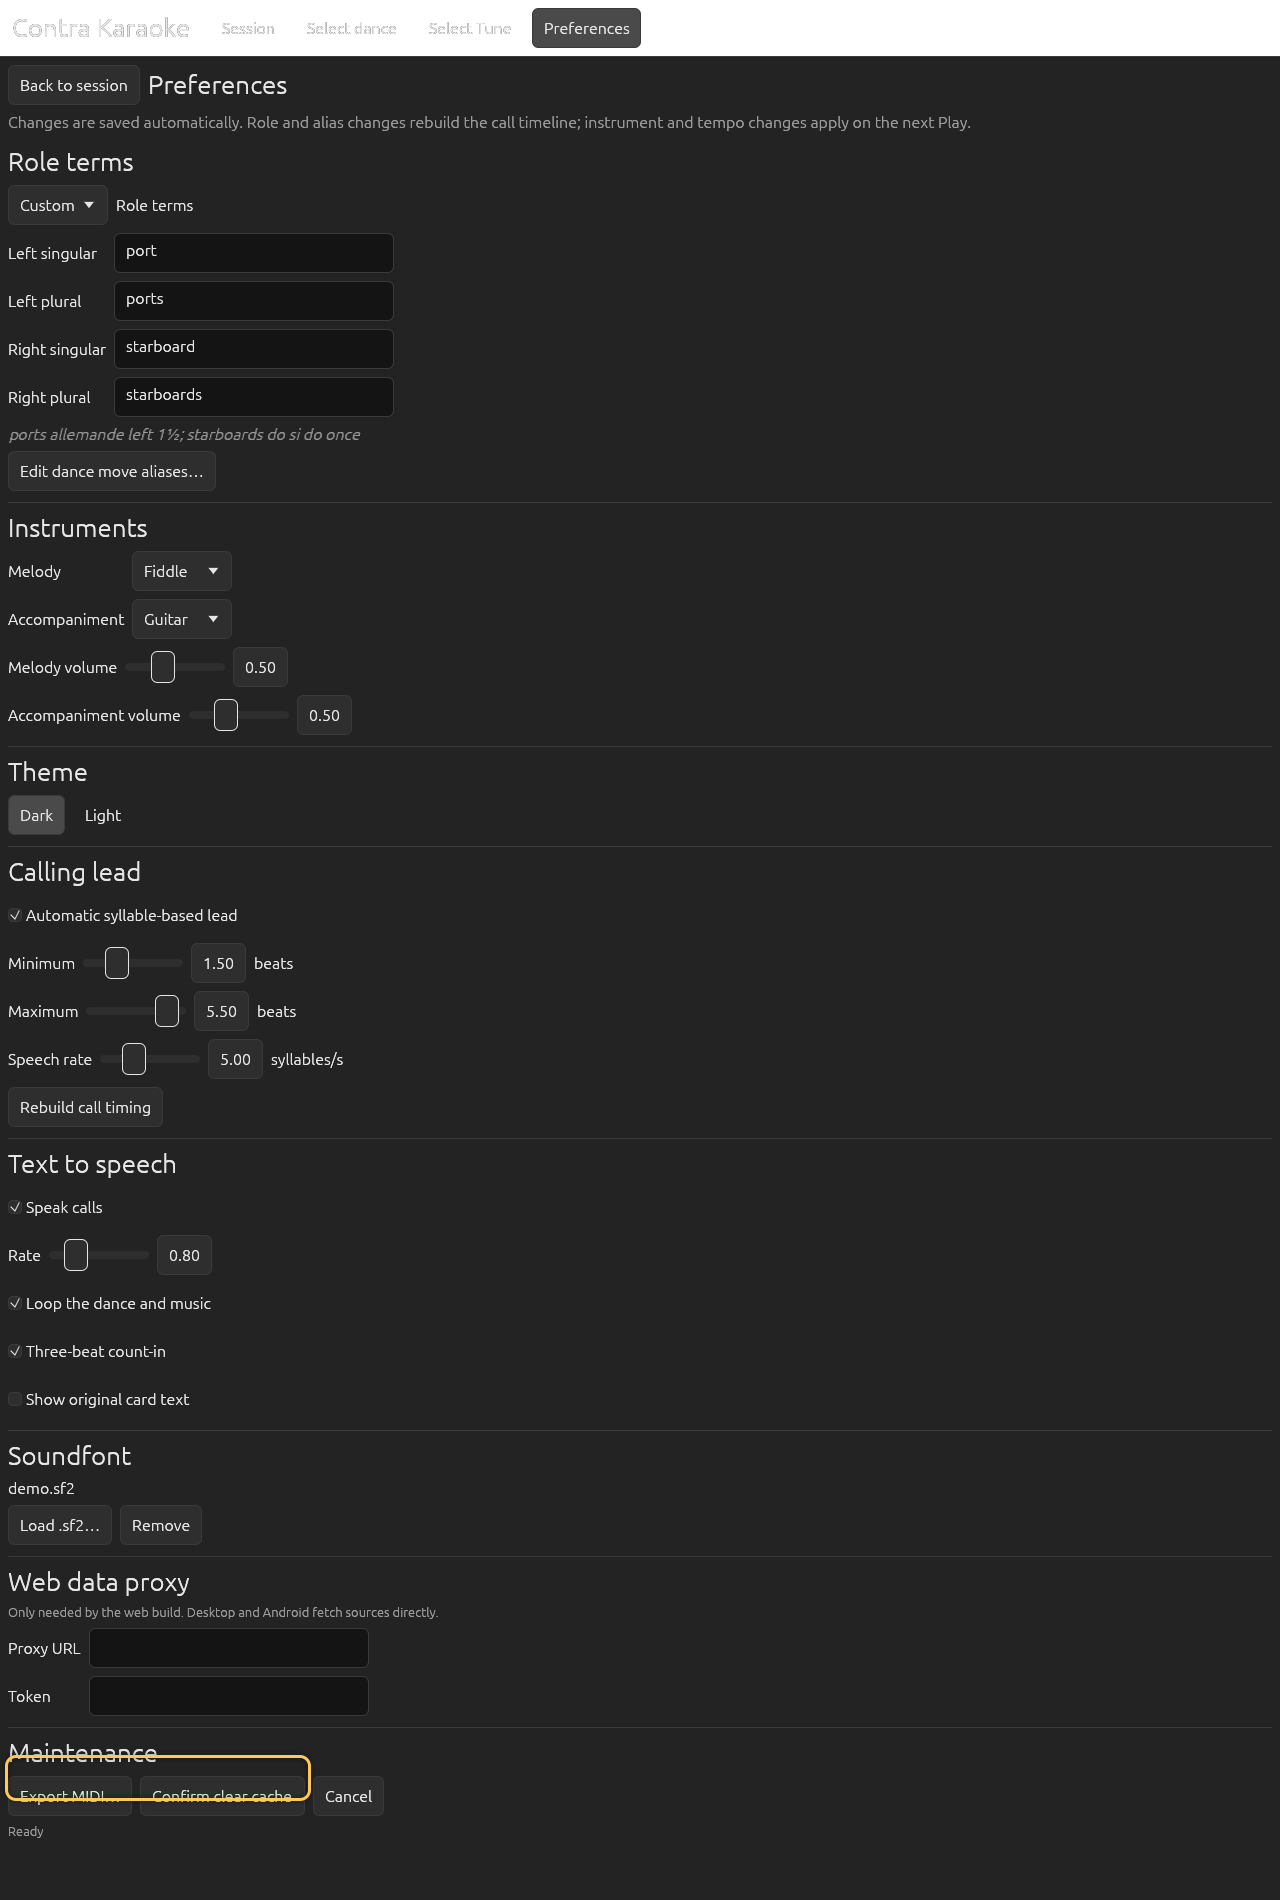 Contra Karaoke Session Select dance Select Tune Preferences
Back to session Preferences
Changes are saved automatically. Role and alias changes rebuild the call timeline; instrument and tempo changes apply on the next Play.
Role terms
Custom Role terms
Left singular port
Left plural ports
Right singular starboard
Right plural starboards
ports allemande left 1½; starboards do si do once
Edit dance move aliases…
Instruments
Melody Fiddle
Accompaniment Guitar
Melody volume 0.50
Accompaniment volume 0.50
Theme
Dark Light
Calling lead
Automatic syllable-based lead
Minimum 1.50 beats
Maximum 5.50 beats
Speech rate 5.00 syllables/s
Rebuild call timing
Text to speech
Speak calls
Rate 0.80
Loop the dance and music
Three-beat count-in
Show original card text
Soundfont
demo.sf2
Load .sf2… Remove
Web data proxy
Only needed by the web build. Desktop and Android fetch sources directly.
Proxy URL
Token
Maintenance
Export MIDI… Confirm clear cache Cancel
Ready